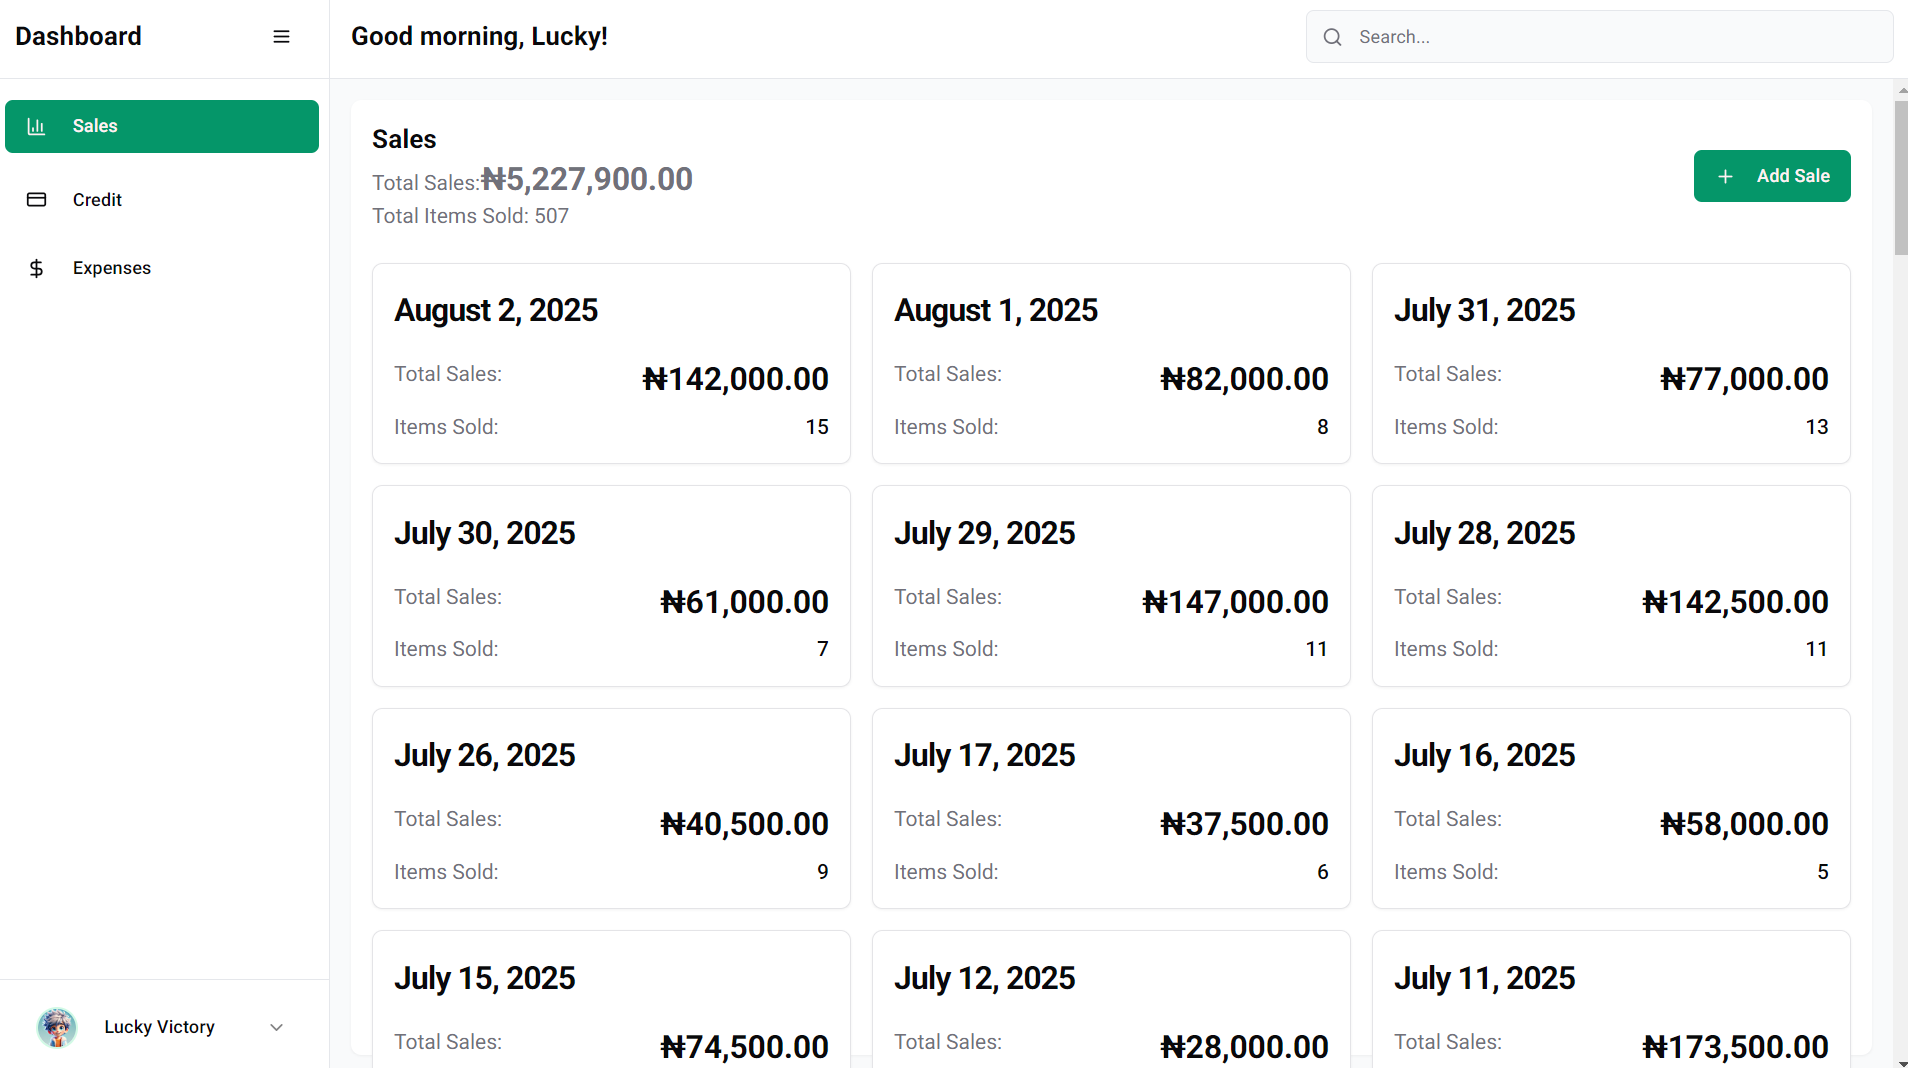 Dashboard
Good morning, Lucky!
Search...
Sales
Credit
Expenses
Sales
Total Sales:₦5,227,900.00
Total Items Sold: 507
Add Sale
August 2, 2025
Total Sales: ₦142,000.00
Items Sold: 15
August 1, 2025
Total Sales: ₦82,000.00
Items Sold: 8
July 31, 2025
Total Sales: ₦77,000.00
Items Sold: 13
July 30, 2025
Total Sales: ₦61,000.00
Items Sold: 7
July 29, 2025
Total Sales: ₦147,000.00
Items Sold: 11
July 28, 2025
Total Sales: ₦142,500.00
Items Sold: 11
July 26, 2025
Total Sales: ₦40,500.00
Items Sold: 9
July 17, 2025
Total Sales: ₦37,500.00
Items Sold: 6
July 16, 2025
Total Sales: ₦58,000.00
Items Sold: 5
July 15, 2025
Total Sales: ₦74,500.00
July 12, 2025
Total Sales: ₦28,000.00
July 11, 2025
Total Sales: ₦173,500.00
Lucky Victory